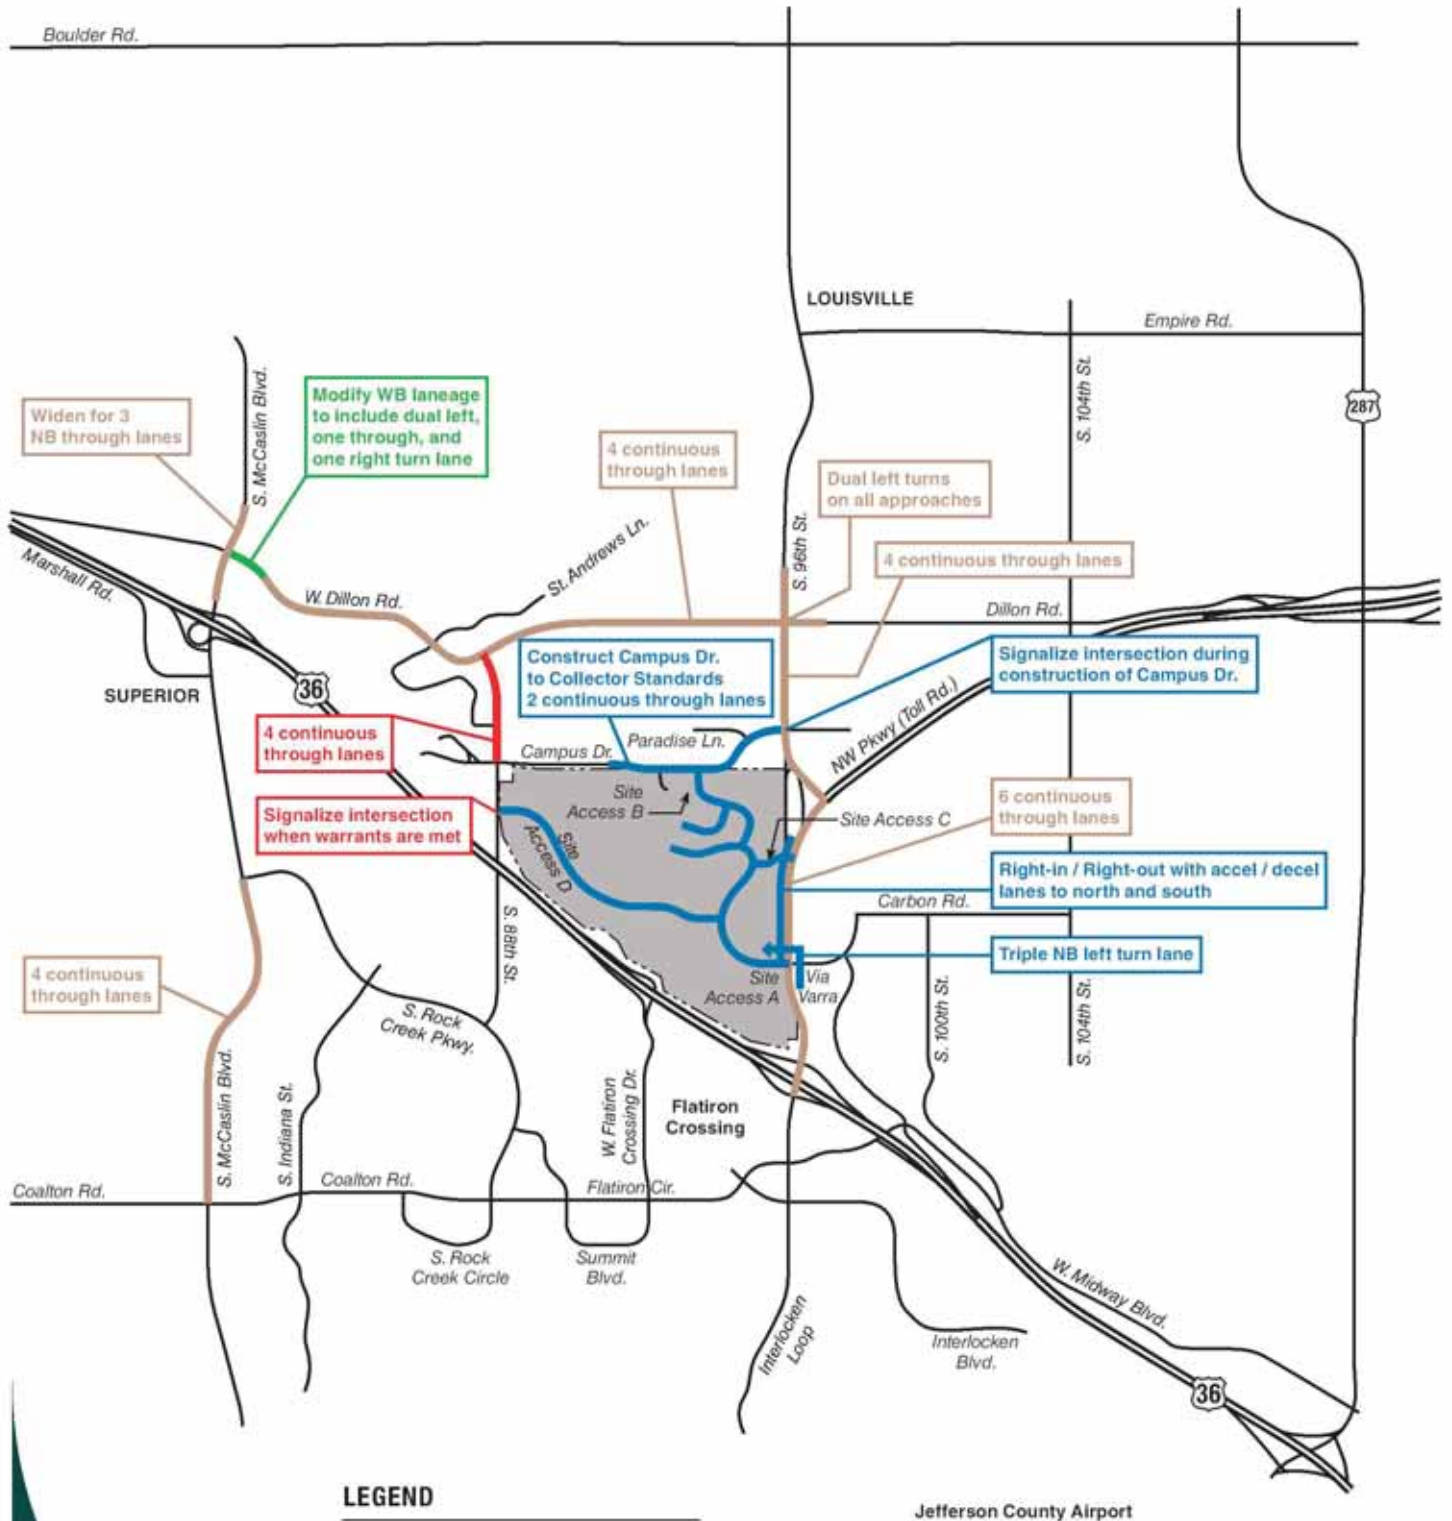 Boulder Rd.
LOUISVILLE
Empire Rd.
S. McCaslin Blvd.
S. 104th St.
287
Modify WB laneage
to include dual left,
one through, and
one right turn lane
Widen for 3
NB through lanes
4 continuous
through lanes
Dual left turns
on all approaches
S. 96th St.
St. Andrews Ln.
4 continuous through lanes
Marshall Rd.
W. Dillon Rd.
Dillon Rd.
Construct Campus Dr.
to Collector Standards
2 continuous through lanes
Signalize intersection during
construction of Campus Dr.
SUPERIOR
36
NW Pkwy (Toll Rd.)
4 continuous
through lanes
Campus Dr.
Paradise Ln.
Site
Access B
Site Access C
6 continuous
through lanes
Signalize intersection
when warrants are met
Site
Access D
Right-in / Right-out with accel / decel
lanes to north and south
Carbon Rd.
S. 88th St.
Triple NB left turn lane
4 continuous
through lanes
Site
Access A
Via
Varra
S. Rock
Creek Pkwy.
S. 100th St.
S. 104th St.
S. McCaslin Blvd.
S. Indiana St.
W. Flatiron
Crossing Dr.
Flatiron
Crossing
Coalton Rd.
Coalton Rd.
Flatiron Cir.
S. Rock
Creek Circle
Summit
Blvd.
W. Midway Blvd.
Interlocken
Loop
Interlocken
Blvd.
36
LEGEND
Jefferson County Airport